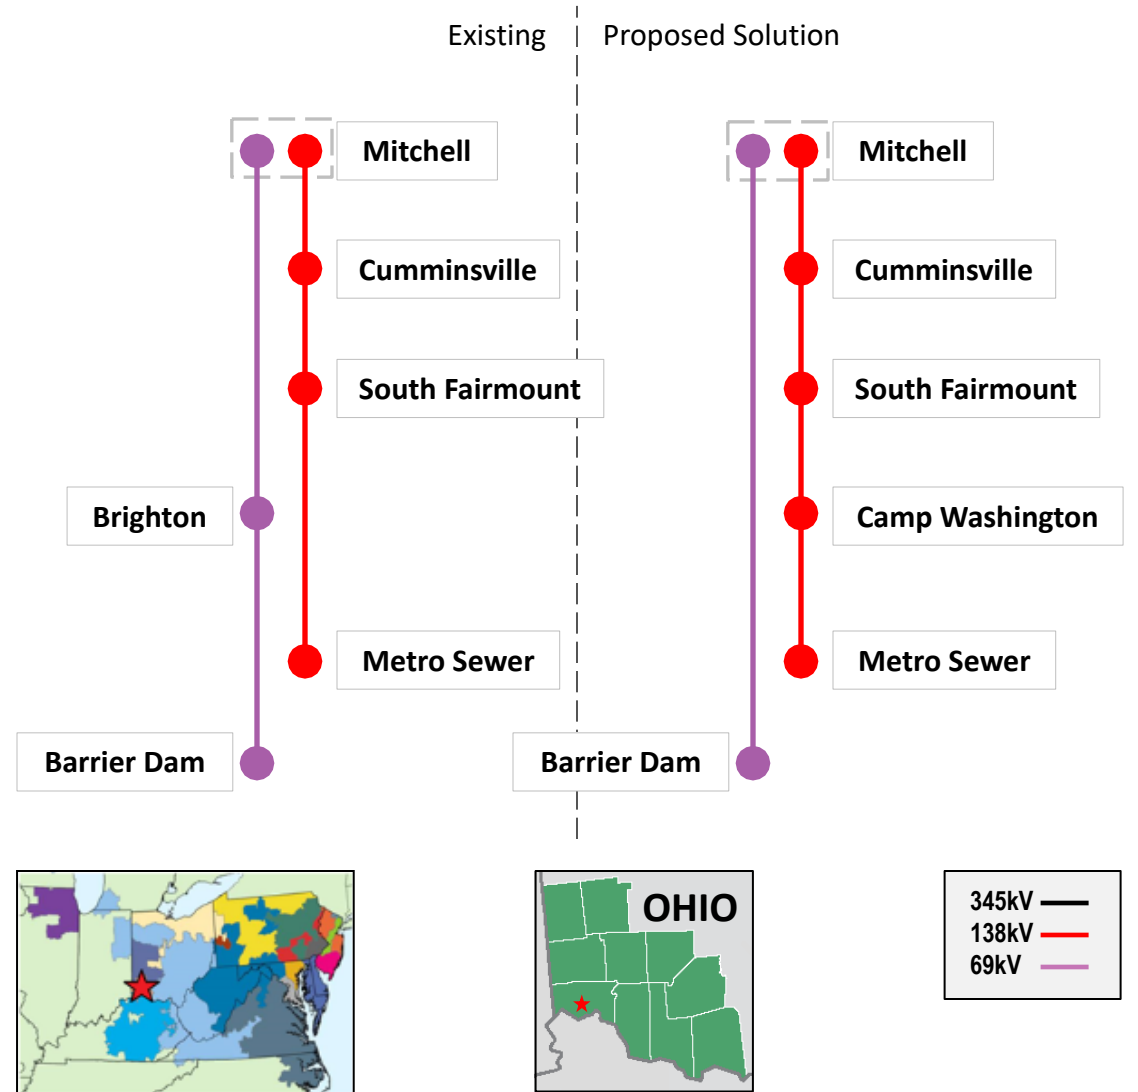 Existing
Proposed Solution
Mitchell
Cumminsville
South Fairmount
Brighton
Metro Sewer
Barrier Dam
Mitchell
Cumminsville
South Fairmount
Camp Washington
Metro Sewer
Barrier Dam
OHIO
345kV
138kV
69kV